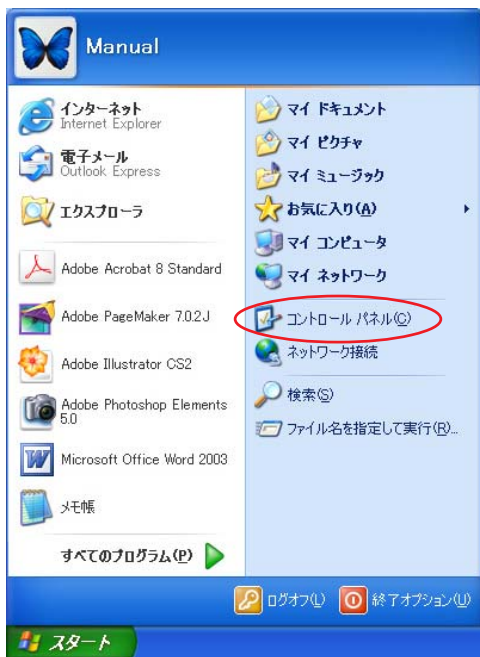 Manual
インターネット
Internet Explorer
電子メール
Outlook Express
エクスプローラ
Adobe Acrobat 8 Standard
Adobe PageMaker 7.0.2J
Adobe Illustrator CS2
Adobe Photoshop Elements
5.0
Microsoft Office Word 2003
メモ帳
すべてのプログラム(P)
マイ ドキュメント
マイ ピクチャ
マイ ミュージック
お気に入り(A)
マイ コンピュータ
マイ ネットワーク
コントロール パネル(C)
ネットワーク接続
検索(S)
ファイル名を指定して実行(R)...
ログオフ(L)
終了オプション(U)
スタート